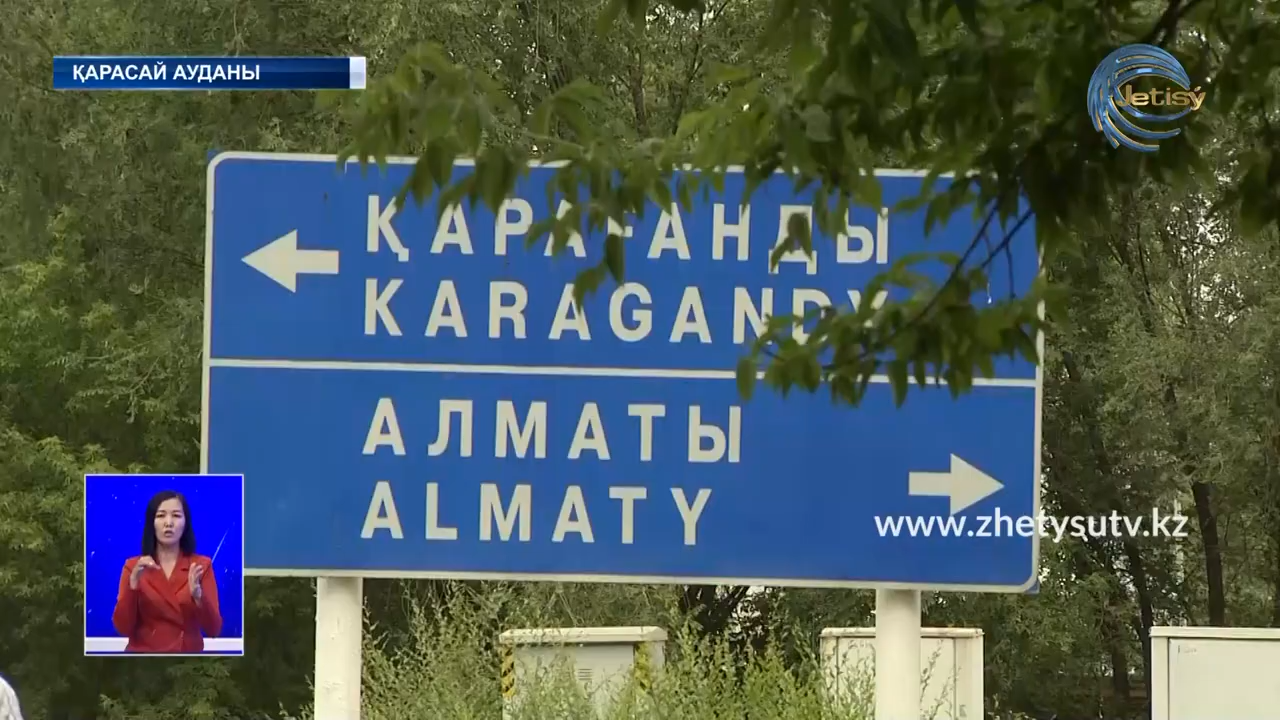 ҚАРАСАЙ АУДАНЫ
Jetisý
ҚАРАҒАНДЫ
KARAGANDY
АЛМАТЫ
ALMATY
www.zhetysutv.kz